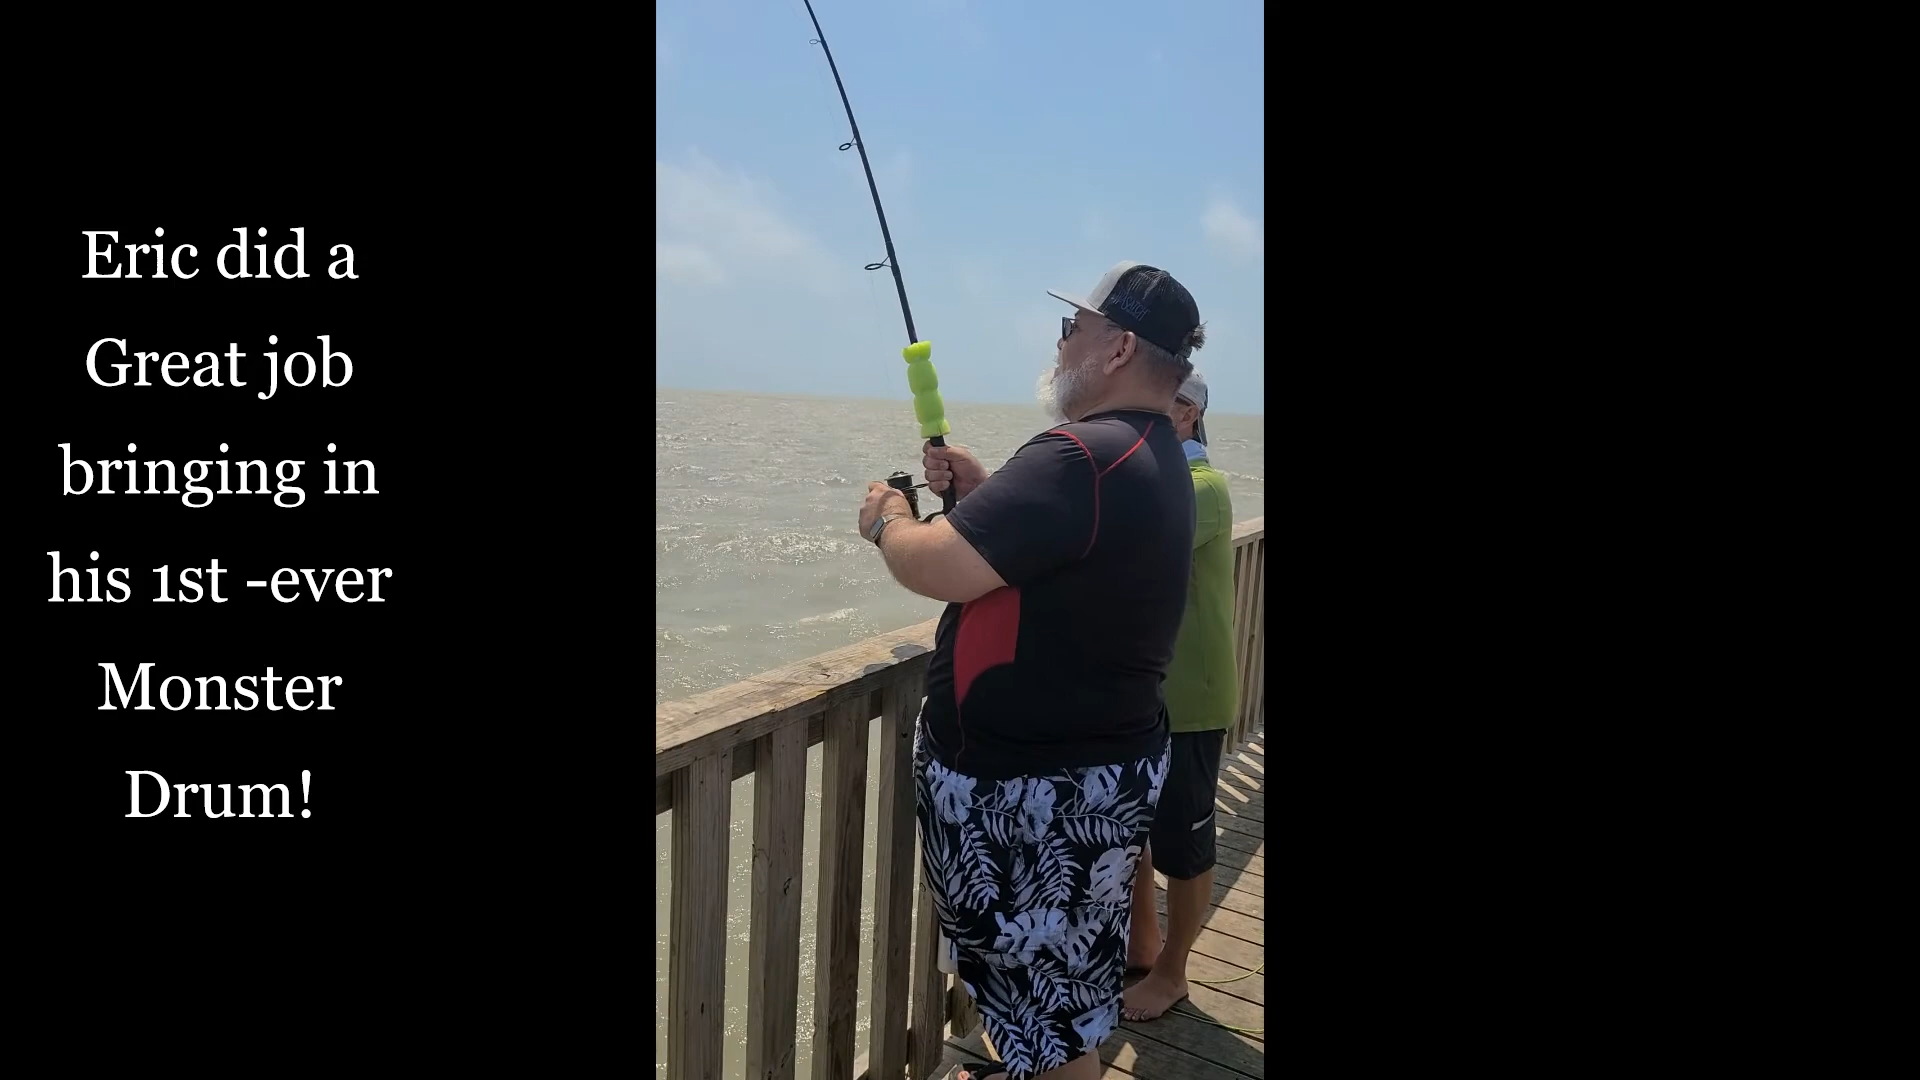 Eric did a
Great job
bringing in
his 1st -ever
Monster
Drum!